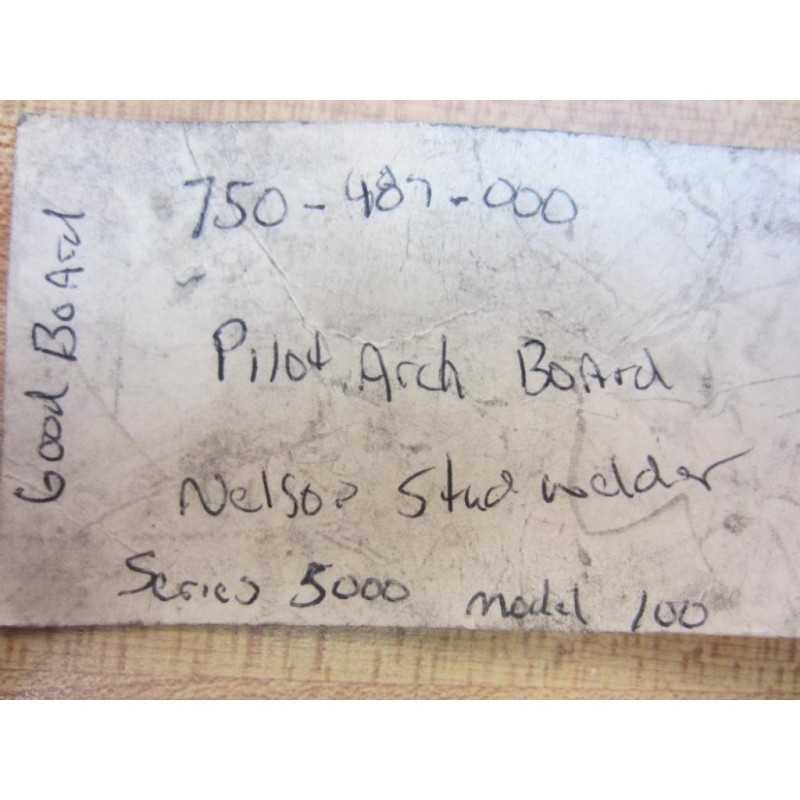 750-487-000
Pilot Arch Board
Nelson Stud welder
Series 5000 model 100
Good Board